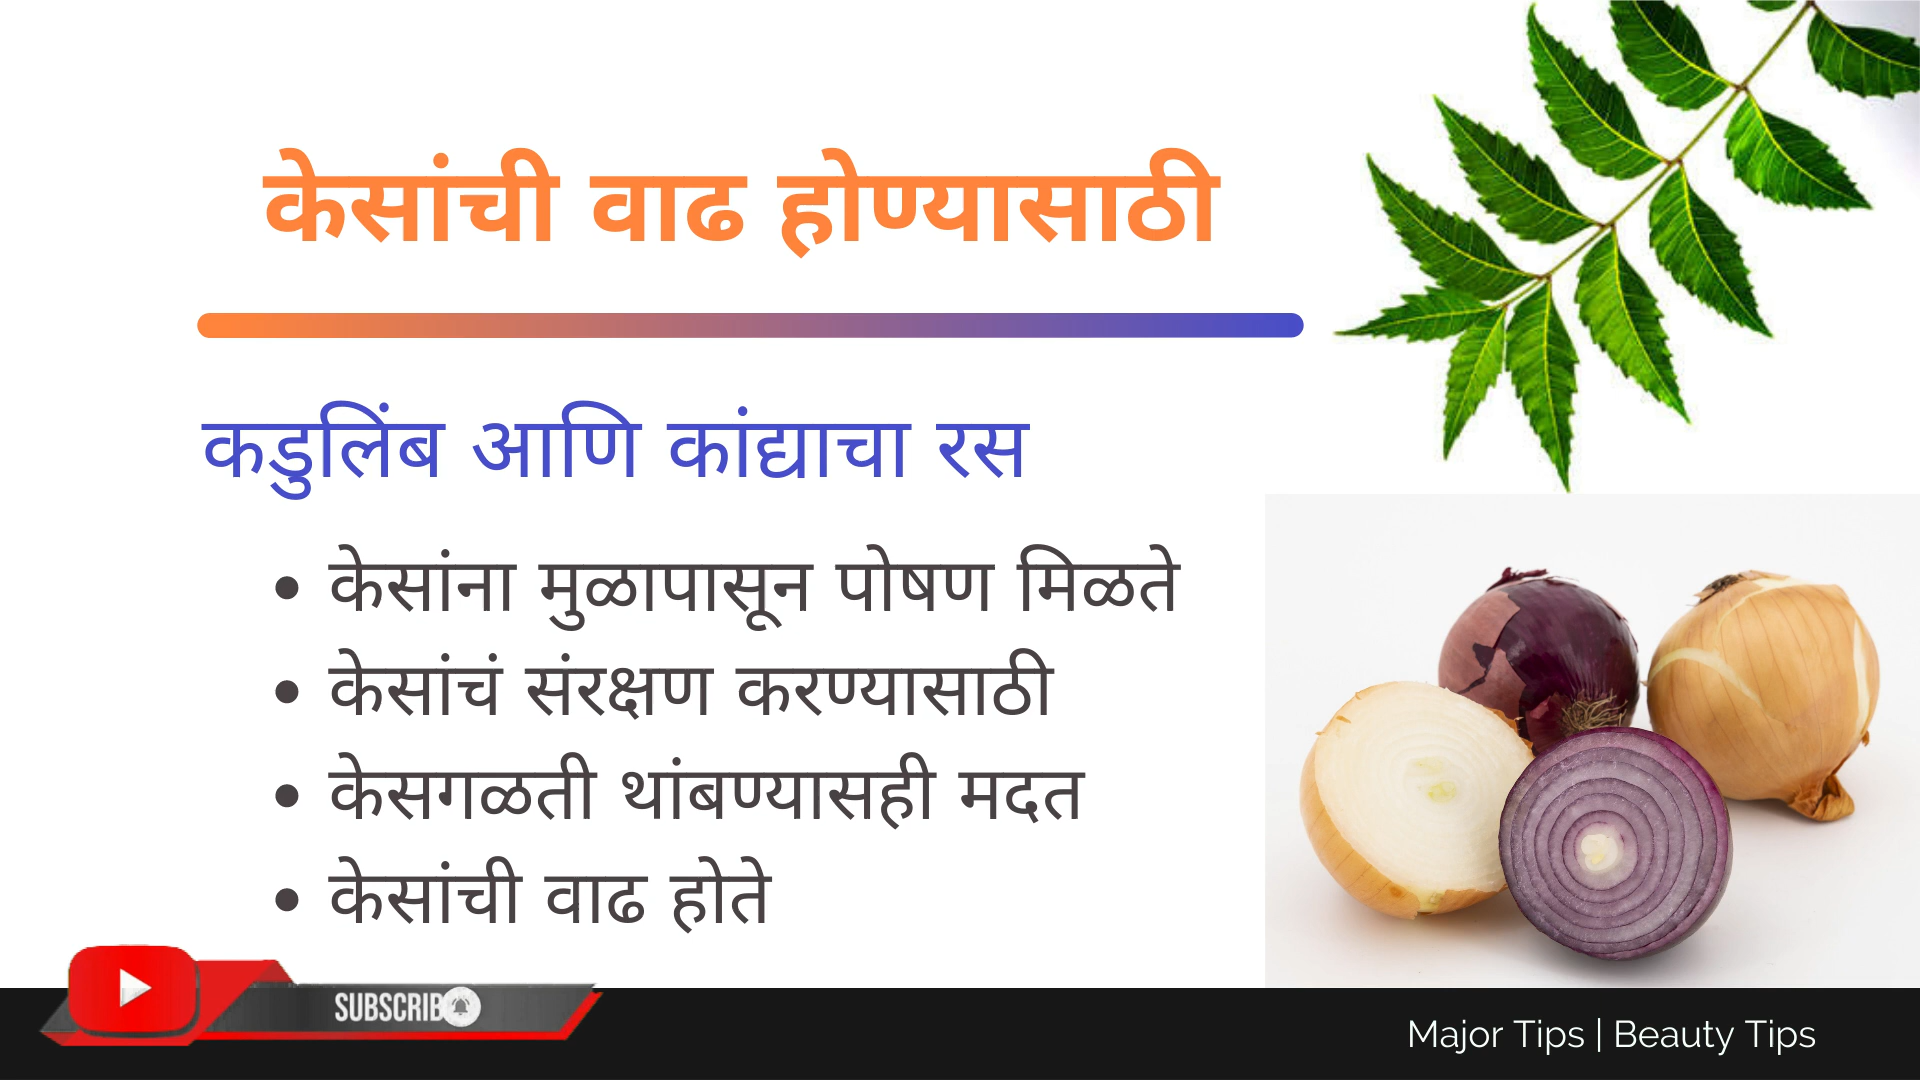 केसांची वाढ होण्यासाठी
कडुलिंब आणि कांद्याचा रस
• केसांना मुळापासून पोषण मिळते
• केसांचं संरक्षण करण्यासाठी
• केसगळती थांबण्यासही मदत
• केसांची वाढ होते
SUBSCRIB
Major Tips | Beauty Tips